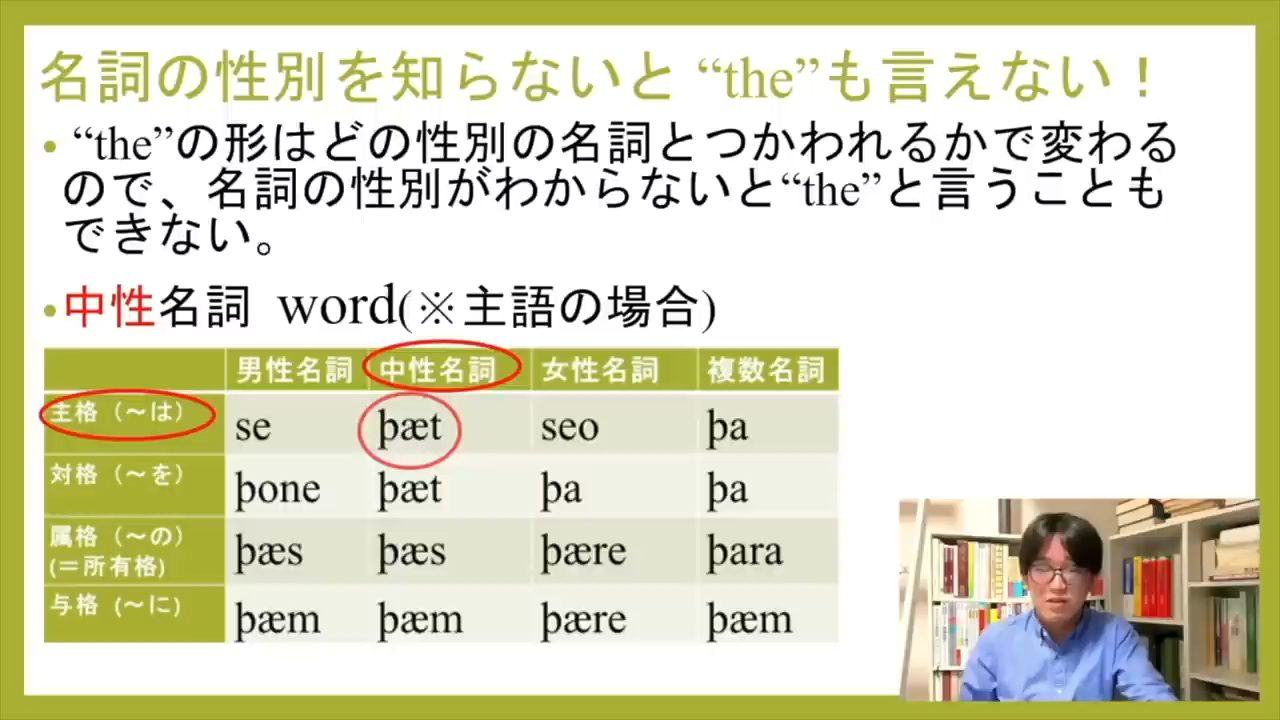 名詞の性別を知らないと “the”も言えない！
• “the”の形はどの性別の名詞とつかわれるかで変わる
ので、名詞の性別がわからないと“the”と言うことも
できない。
•中性名詞 word(※主語の場合)
男性名詞 中性名詞 女性名詞 複数名詞
主格（～は） se þæt seo þa
対格（～を） þone þæt þa þa
属格（～の）
(＝所有格) þæs þæs þære þara
与格（～に) þæm þæm þære þæm